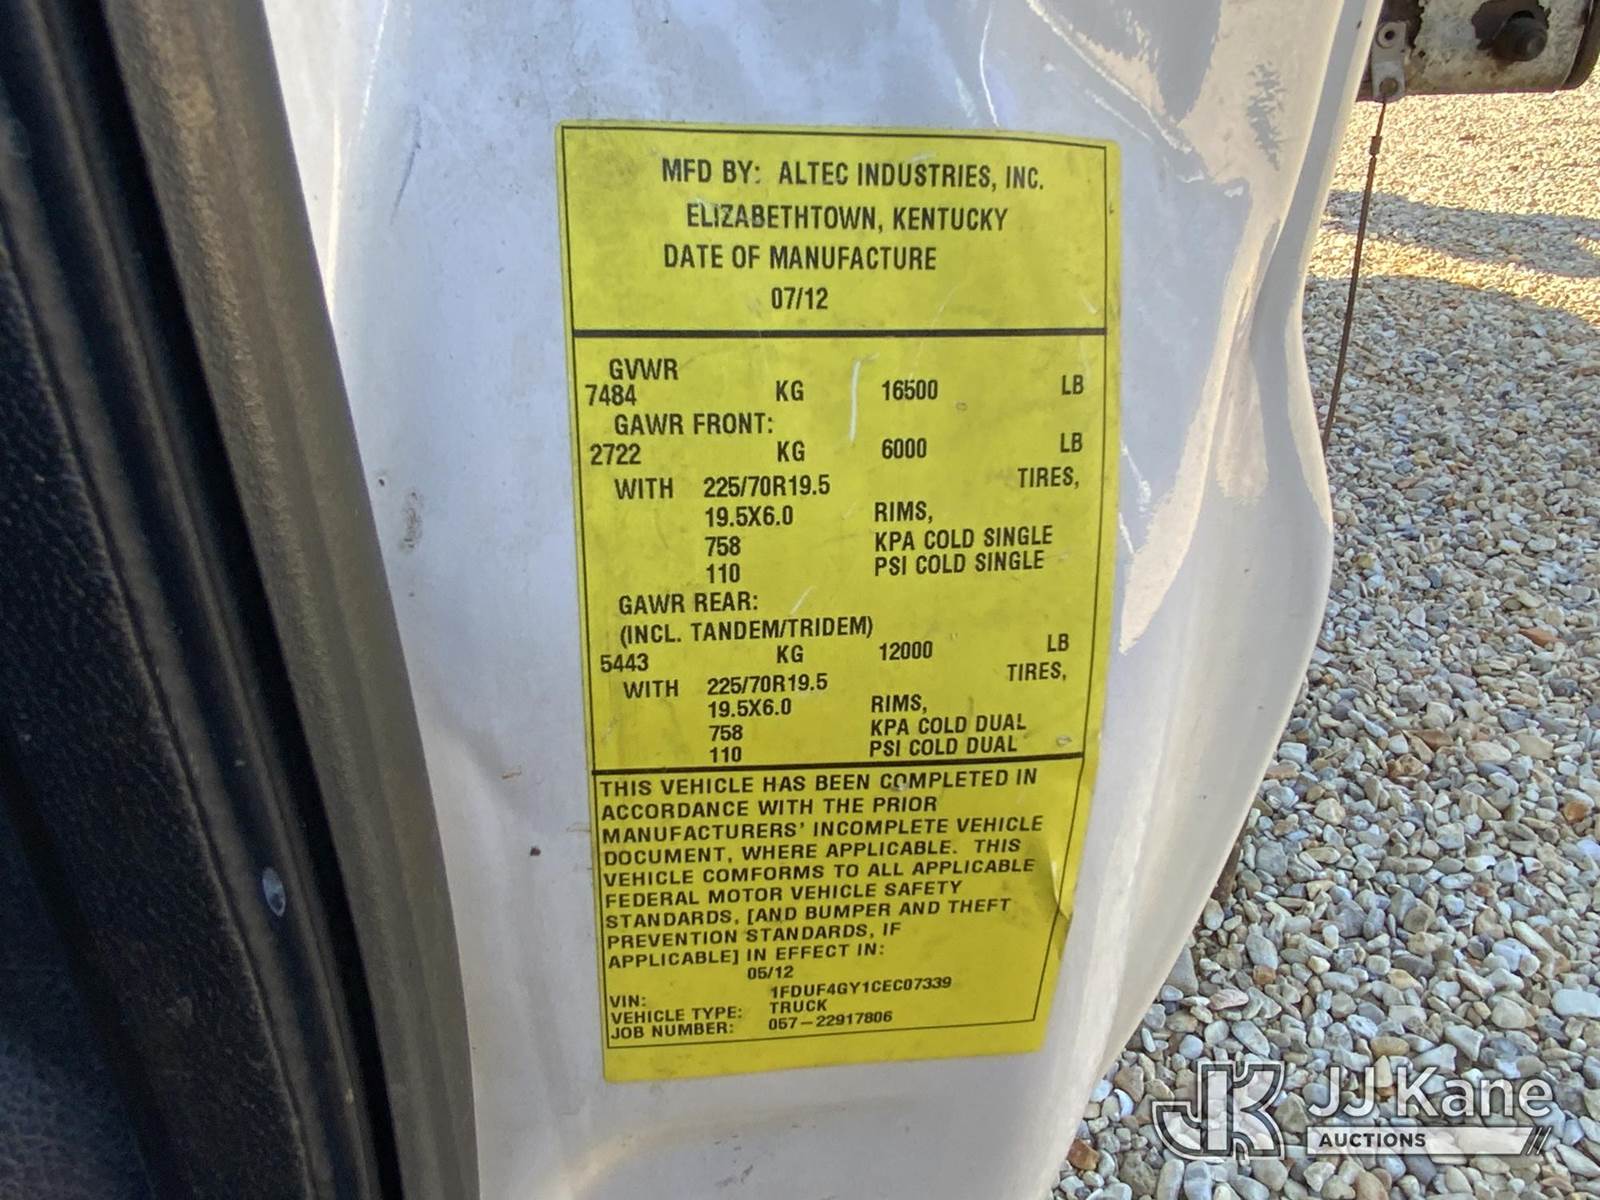 MFD BY: ALTEC INDUSTRIES, INC.
ELIZABETHTOWN, KENTUCKY
DATE OF MANUFACTURE
07/12
GVWR
7484 KG 16500 LB
GAWR FRONT:
2722 KG 6000 LB
WITH 225/70R19.5 TIRES,
19.5X6.0 RIMS,
758 KPA COLD SINGLE
110 PSI COLD SINGLE
GAWR REAR:
(INCL. TANDEM/TRIDEM)
5443 KG 12000 LB
WITH 225/70R19.5 TIRES,
19.5X6.0 RIMS,
758 KPA COLD DUAL
110 PSI COLD DUAL
THIS VEHICLE HAS BEEN COMPLETED IN
ACCORDANCE WITH THE PRIOR
MANUFACTURERS' INCOMPLETE VEHICLE
DOCUMENT, WHERE APPLICABLE. THIS
VEHICLE COMFORMS TO ALL APPLICABLE
FEDERAL MOTOR VEHICLE SAFETY
STANDARDS, [AND BUMPER AND THEFT
PREVENTION STANDARDS, IF
APPLICABLE] IN EFFECT IN:
05/12
VIN: 1FDUF4GY1CEC07339
VEHICLE TYPE: TRUCK
JOB NUMBER: 057-22917806
JK JJ Kane
AUCTIONS